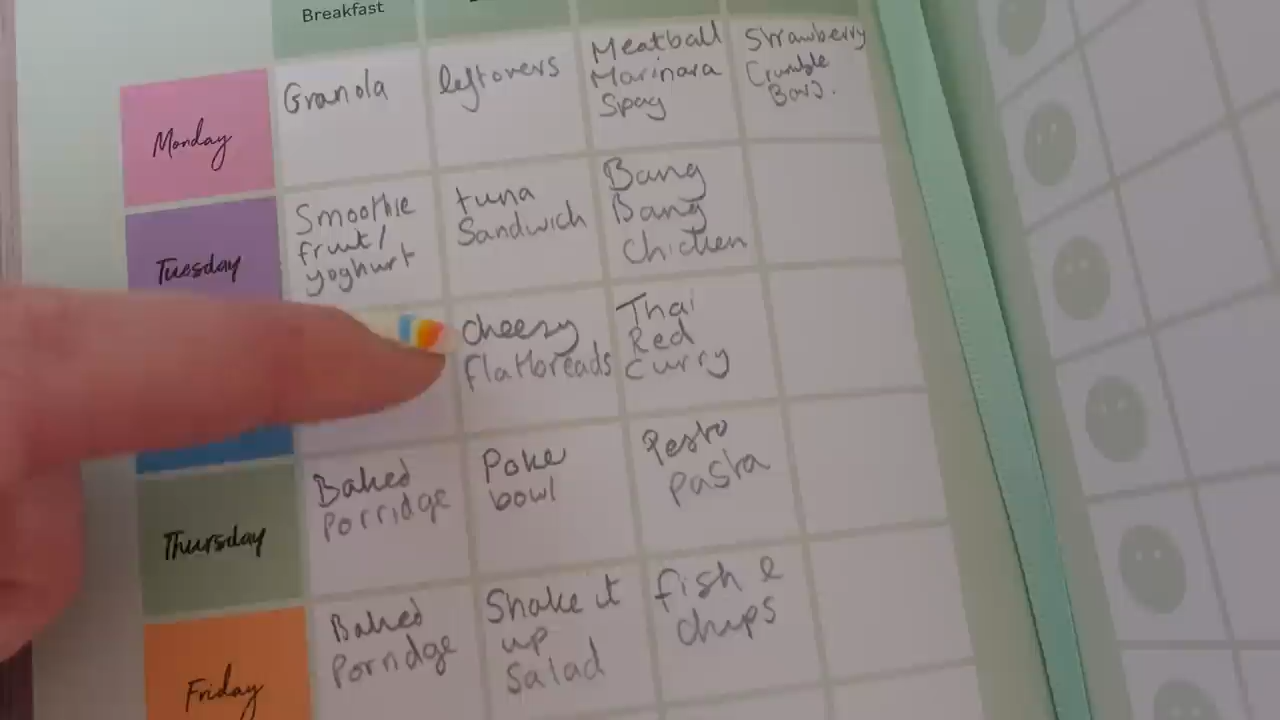 Breakfast
Monday
Granola
leftovers
Meatball
Marinara
Spag
Strawberry
Crumble
Bars.
Tuesday
Smoothie
fruit/
yoghurt
tuna
Sandwich
Bang
Bang
Chicken
cheesy
flatbreads
Thai
Red
Curry
Thursday
Baked
Porridge
Poke
bowl
Pesto
pasta
Friday
Baked
Porridge
Shake it
up
Salad
fish &
chips